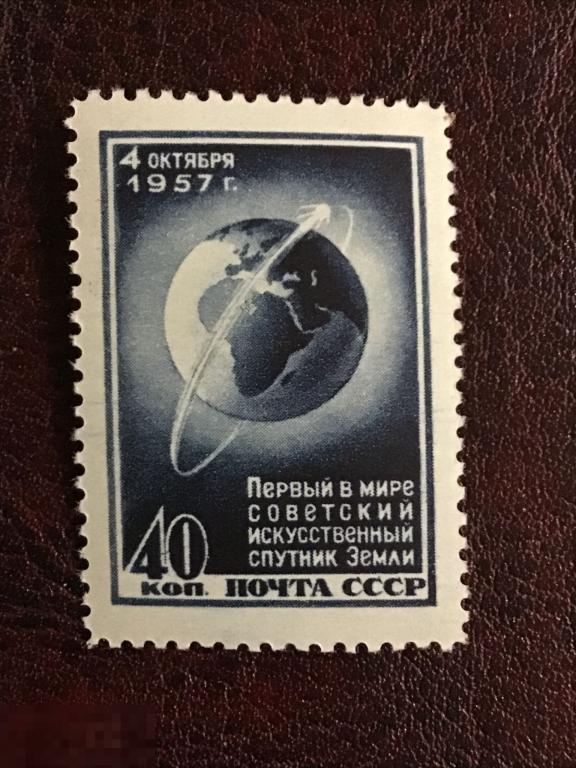 4 ОКТЯБРЯ
1957 г.
ПЕРВЫЙ В МИРЕ
СОВЕТСКИЙ
ИСКУССТВЕННЫЙ
СПУТНИК ЗЕМЛИ
40
КОП. ПОЧТА СССР